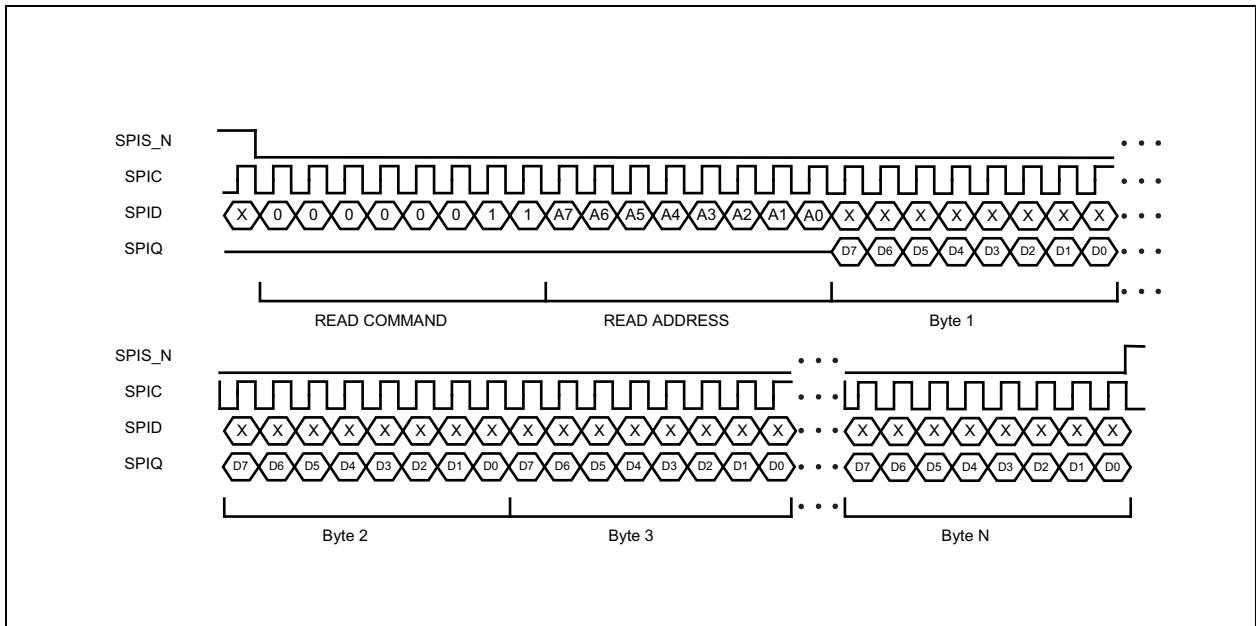 SPIS_N
SPIC
SPID X 0 0 0 0 0 0 1 1 A7 A6 A5 A4 A3 A2 A1 A0 X X X X X X X X
SPIQ D7 D6 D5 D4 D3 D2 D1 D0
READ COMMAND READ ADDRESS Byte 1
SPIS_N
SPIC
SPID X X X X X X X X X X X X X X X X X X X X X X X X
SPIQ D7 D6 D5 D4 D3 D2 D1 D0 D7 D6 D5 D4 D3 D2 D1 D0 D7 D6 D5 D4 D3 D2 D1 D0
Byte 2 Byte 3 Byte N